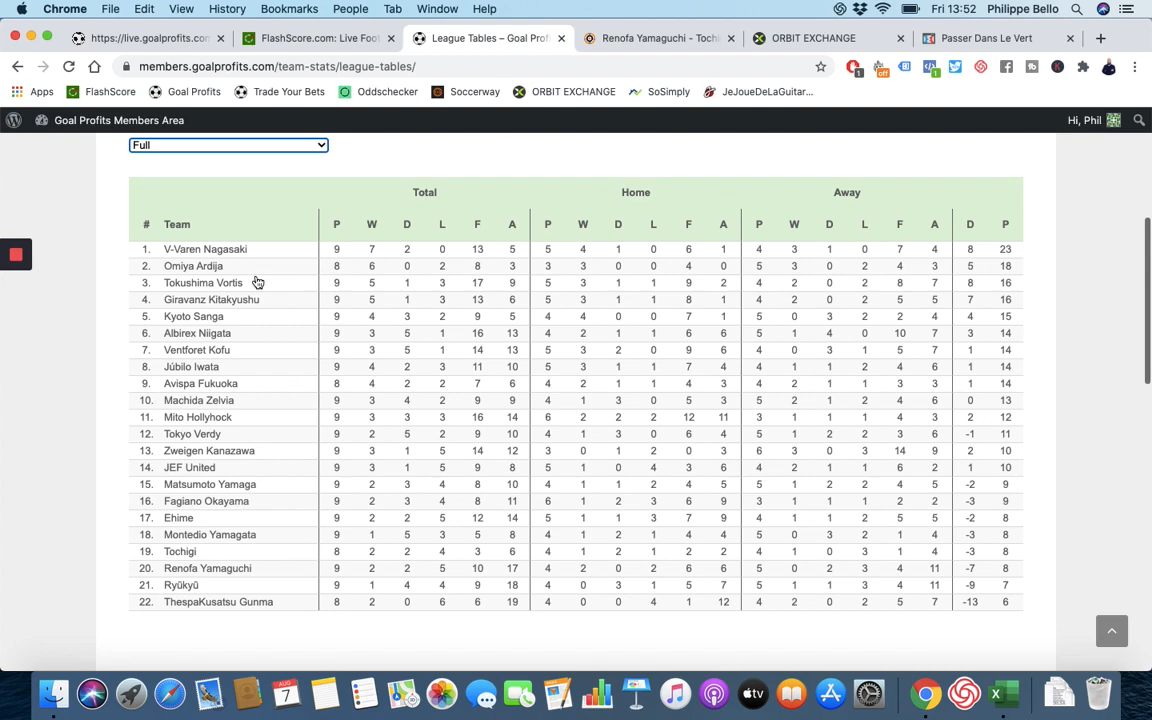 Chrome File Edit View History Bookmarks People Tab Window Help Fri 13:52 Philippe Bello
https://live.goalprofits.com/ FlashScore.com: Live Foot League Tables – Goal Prof Renofa Yamaguchi - Tochi ORBIT EXCHANGE Passer Dans Le Vert
members.goalprofits.com/team-stats/league-tables/ 1 off 1
Apps FlashScore Goal Profits Trade Your Bets Oddschecker Soccerway ORBIT EXCHANGE SoSimply JeJoueDeLaGuitar...
Goal Profits Members Area Hi, Phil
Full
Total Home Away
# Team P W D L F A P W D L F A P W D L F A D P
1. V-Varen Nagasaki 9 7 2 0 13 5 5 4 1 0 6 1 4 3 1 0 7 4 8 23
2. Omiya Ardija 8 6 0 2 8 3 3 3 0 0 4 0 5 3 0 2 4 3 5 18
3. Tokushima Vortis 9 5 1 3 17 9 5 3 1 1 9 2 4 2 0 2 8 7 8 16
4. Giravanz Kitakyushu 9 5 1 3 13 6 5 3 1 1 8 1 4 2 0 2 5 5 7 16
5. Kyoto Sanga 9 4 3 2 9 5 4 4 0 0 7 1 5 0 3 2 2 4 4 15
6. Albirex Niigata 9 3 5 1 16 13 4 2 1 1 6 6 5 1 4 0 10 7 3 14
7. Ventforet Kofu 9 3 5 1 14 13 5 3 2 0 9 6 4 0 3 1 5 7 1 14
8. Júbilo Iwata 9 4 2 3 11 10 5 3 1 1 7 4 4 1 1 2 4 6 1 14
9. Avispa Fukuoka 8 4 2 2 7 6 4 2 1 1 4 3 4 2 1 1 3 3 1 14
10. Machida Zelvia 9 3 4 2 9 9 4 1 3 0 5 3 5 2 1 2 4 6 0 13
11. Mito Hollyhock 9 3 3 3 16 14 6 2 2 2 12 11 3 1 1 1 4 3 2 12
12. Tokyo Verdy 9 2 5 2 9 10 4 1 3 0 6 4 5 1 2 2 3 6 -1 11
13. Zweigen Kanazawa 9 3 1 5 14 12 3 0 1 2 0 3 6 3 0 3 14 9 2 10
14. JEF United 9 3 1 5 9 8 5 1 0 4 3 6 4 2 1 1 6 2 1 10
15. Matsumoto Yamaga 9 2 3 4 8 10 4 1 1 2 4 5 5 1 2 2 4 5 -2 9
16. Fagiano Okayama 9 2 3 4 8 11 6 1 2 3 6 9 3 1 1 1 2 2 -3 9
17. Ehime 9 2 2 5 12 14 5 1 1 3 7 9 4 1 1 2 5 5 -2 8
18. Montedio Yamagata 9 1 5 3 5 8 4 1 2 1 4 4 5 0 3 2 1 4 -3 8
19. Tochigi 8 2 2 4 3 6 4 1 2 1 2 2 4 1 0 3 1 4 -3 8
20. Renofa Yamaguchi 9 2 2 5 10 17 4 2 0 2 6 6 5 0 2 3 4 11 -7 8
21. Ryūkyū 9 1 4 4 9 18 4 0 3 1 5 7 5 1 1 3 4 11 -9 7
22. ThespaKusatsu Gunma 8 2 0 6 6 19 4 0 0 4 1 12 4 2 0 2 5 7 -13 6
AUG 7 tv